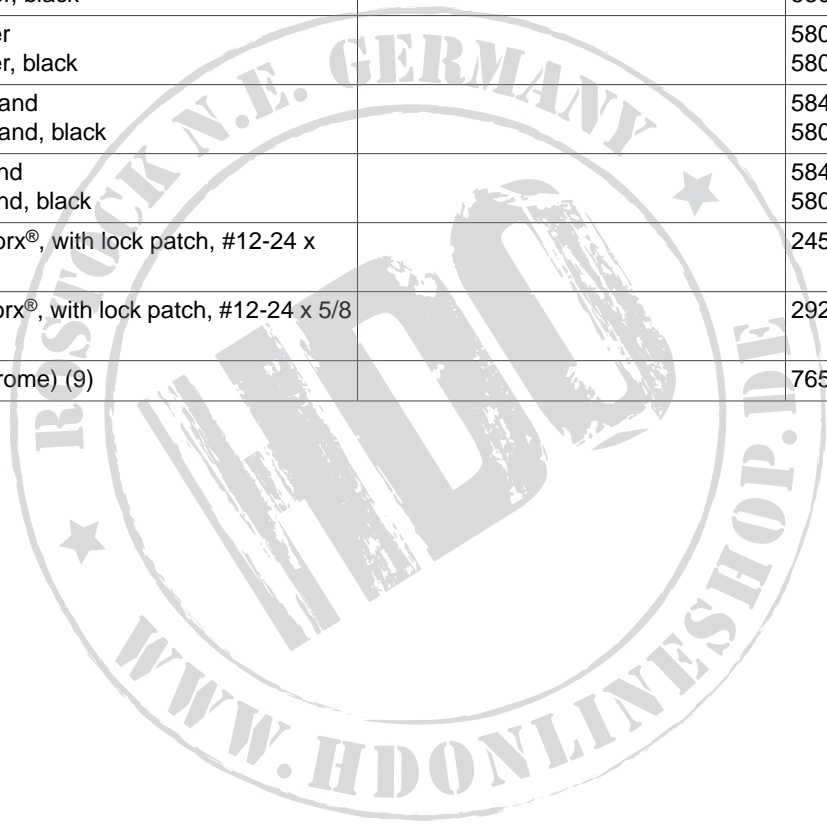 er, black
er 580
er, black 580
and 584
and, black 580
nd 584
nd, black 580
orx®, with lock patch, #12-24 x 245
orx®, with lock patch, #12-24 x 5/8 292
rome) (9) 765
ROSTOCK N.E. GERMANY
HDO
WWW.HDONLINESHOP.DE